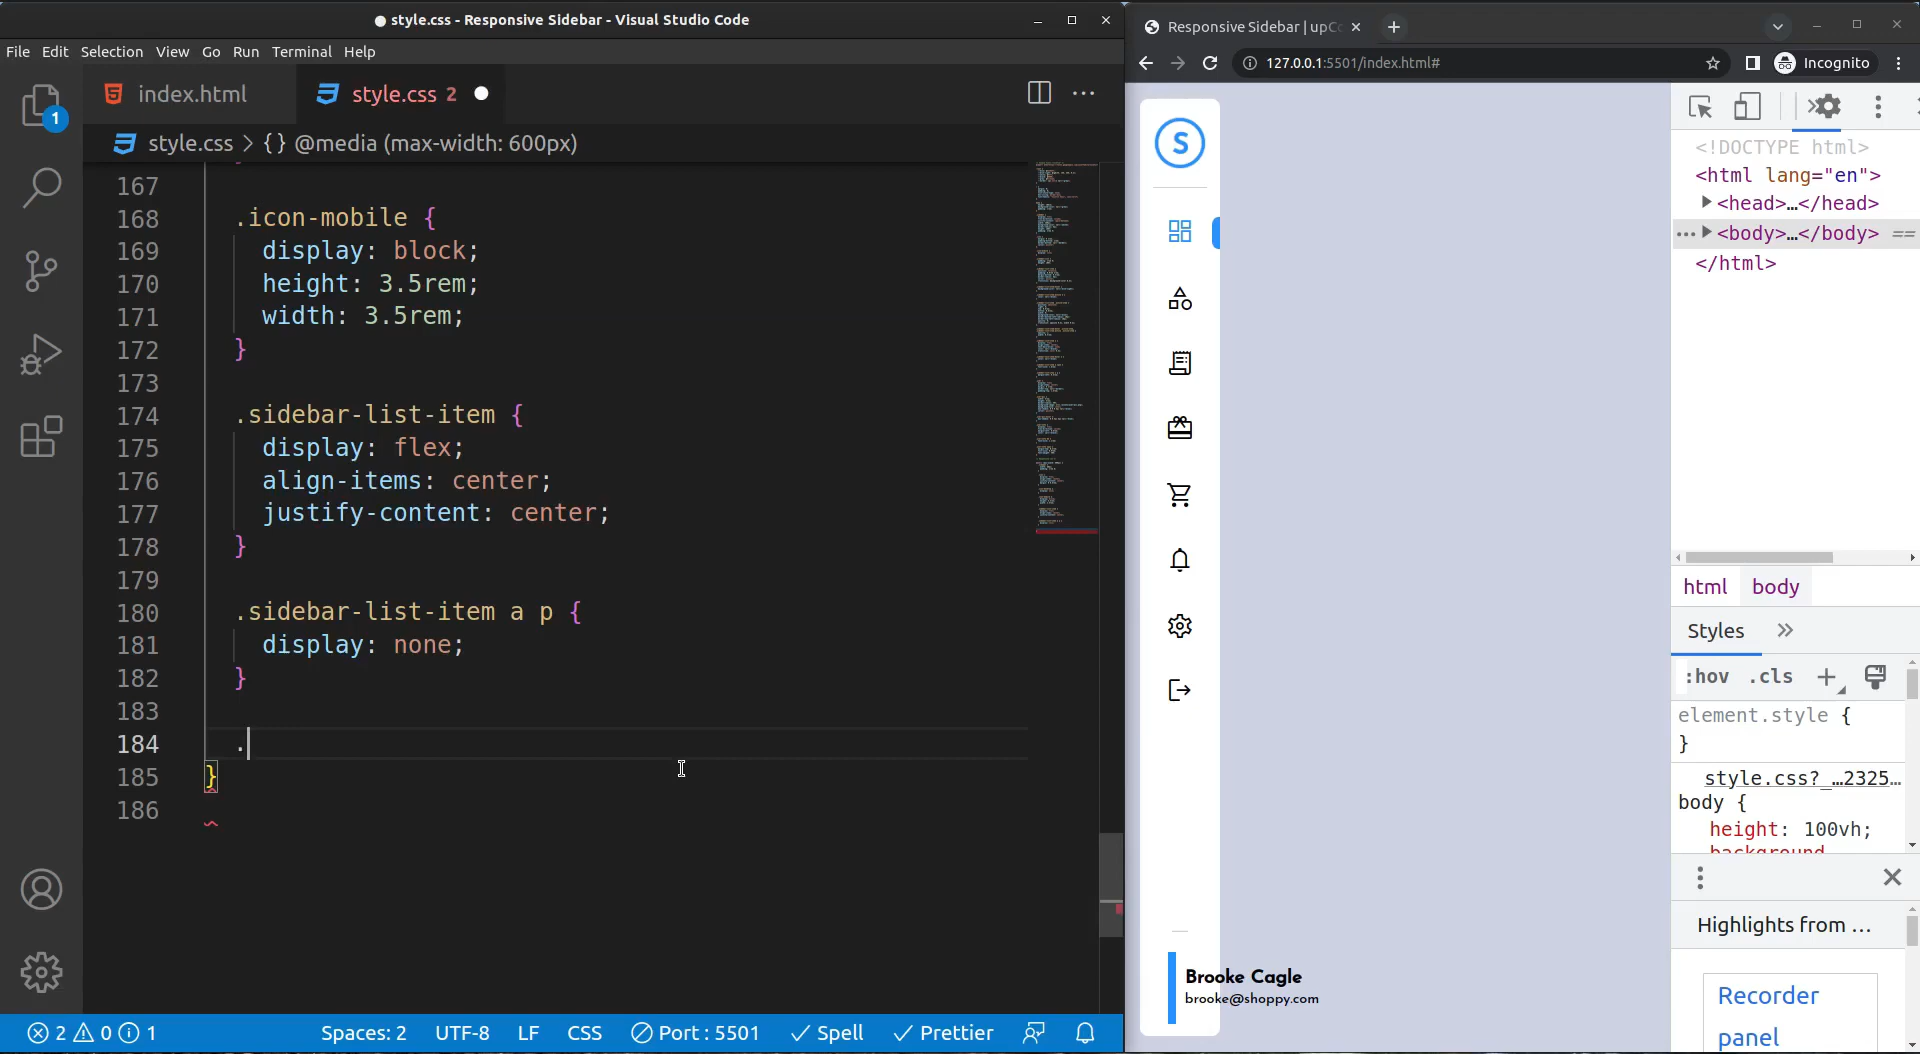 style.css - Responsive Sidebar - Visual Studio Code
File Edit Selection View Go Run Terminal Help
index.html
style.css 2
style.css > {} @media (max-width: 600px)
1
167
168 .icon-mobile {
169 display: block;
170 height: 3.5rem;
171 width: 3.5rem;
172 }
173
174 .sidebar-list-item {
175 display: flex;
176 align-items: center;
177 justify-content: center;
178 }
179
180 .sidebar-list-item a p {
181 display: none;
182 }
183
184 .
185 }
186
2 0 1 Spaces: 2 UTF-8 LF CSS Port : 5501 Spell Prettier
Responsive Sidebar | upCo
127.0.0.1:5501/index.html#
Incognito
S
Brooke Cagle
brooke@shoppy.com
<!DOCTYPE html>
<html lang="en">
<head>…</head>
… <body>…</body> ==
</html>
html body
Styles
:hov .cls
element.style {
}
style.css?_…2325…
body {
height: 100vh;
background
Highlights from …
Recorder
panel